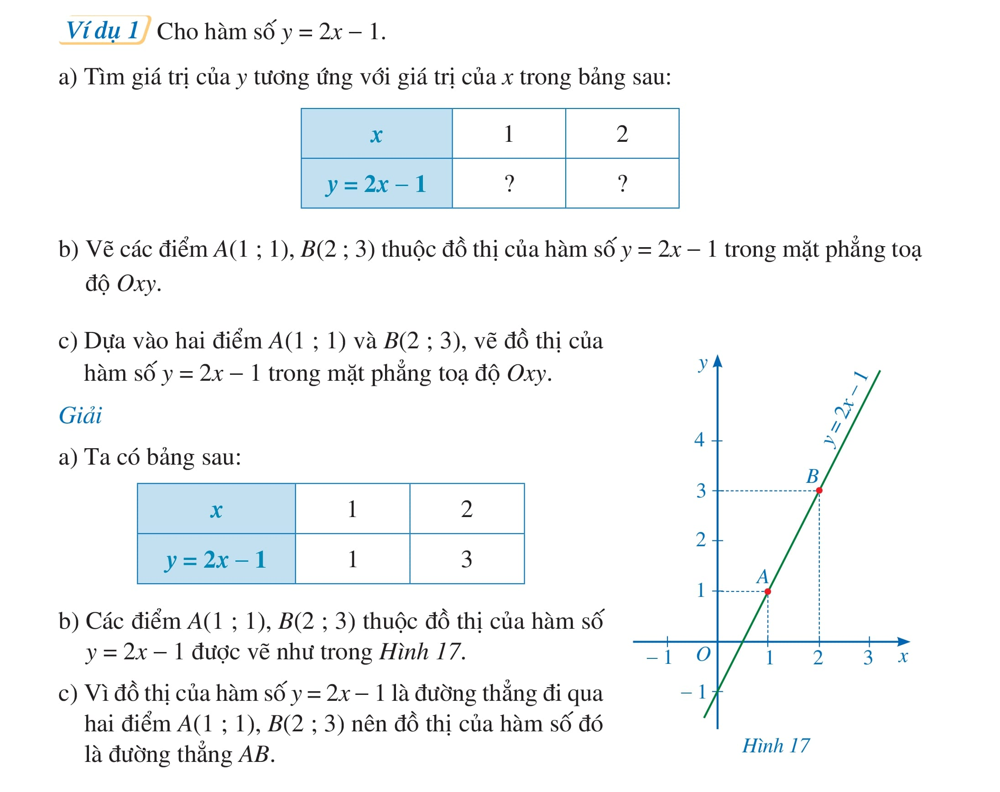 Ví dụ 1 Cho hàm số y = 2x – 1.
a) Tìm giá trị của y tương ứng với giá trị của x trong bảng sau:
x 1 2
y = 2x – 1 ? ?
b) Vẽ các điểm A(1 ; 1), B(2 ; 3) thuộc đồ thị của hàm số y = 2x – 1 trong mặt phẳng toạ
độ Oxy.
c) Dựa vào hai điểm A(1 ; 1) và B(2 ; 3), vẽ đồ thị của
hàm số y = 2x – 1 trong mặt phẳng toạ độ Oxy.
Giải
a) Ta có bảng sau:
x 1 2
y = 2x – 1 1 3
b) Các điểm A(1 ; 1), B(2 ; 3) thuộc đồ thị của hàm số
y = 2x – 1 được vẽ như trong Hình 17.
c) Vì đồ thị của hàm số y = 2x – 1 là đường thẳng đi qua
hai điểm A(1 ; 1), B(2 ; 3) nên đồ thị của hàm số đó
là đường thẳng AB.
y
y = 2x – 1
4
B
3
2
A
1
– 1 O 1 2 3 x
– 1
Hình 17